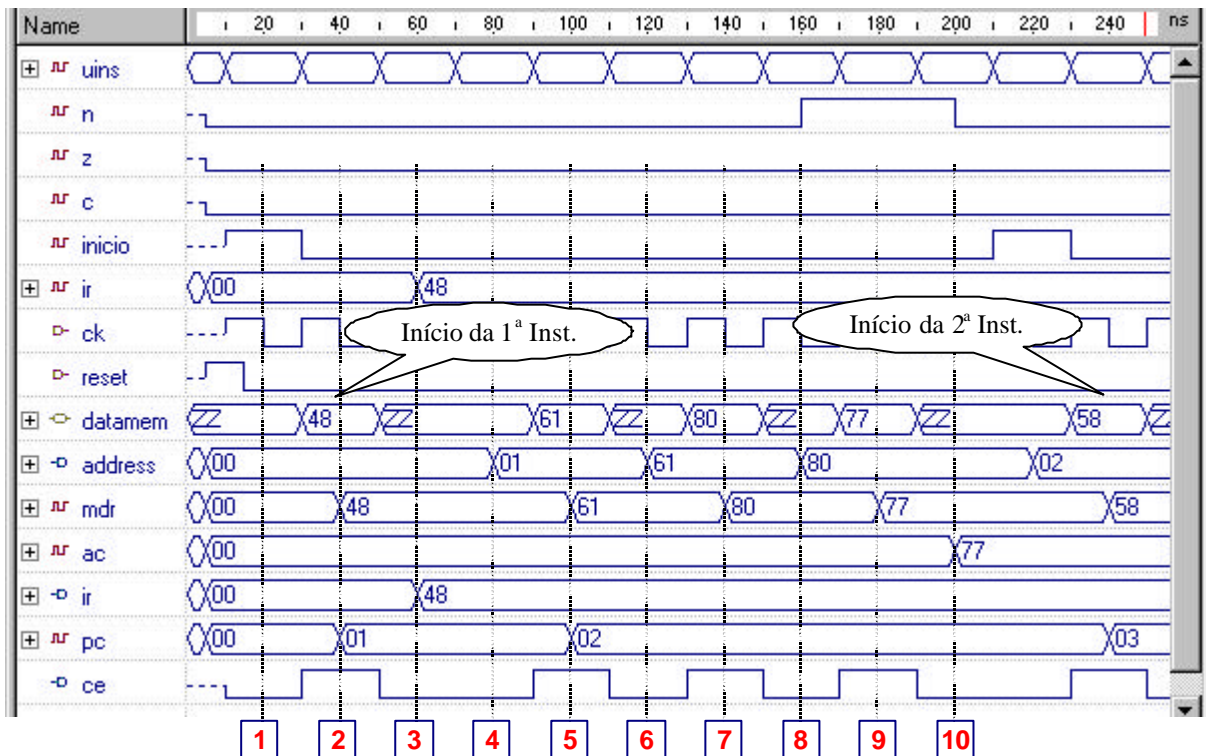 Name 20 40 60 80 100 120 140 160 180 200 220 240 ns
uins
n
z
c
inicio
ir 00 48
ck Início da 1ª Inst. Início da 2ª Inst.
reset
datamem ZZ 48 ZZ 61 ZZ 80 ZZ 77 ZZ 58 ZZ
address 00 01 61 80 02
mdr 00 48 61 80 77 58
ac 00 77
ir 00 48
pc 00 01 02 03
ce
1 2 3 4 5 6 7 8 9 10